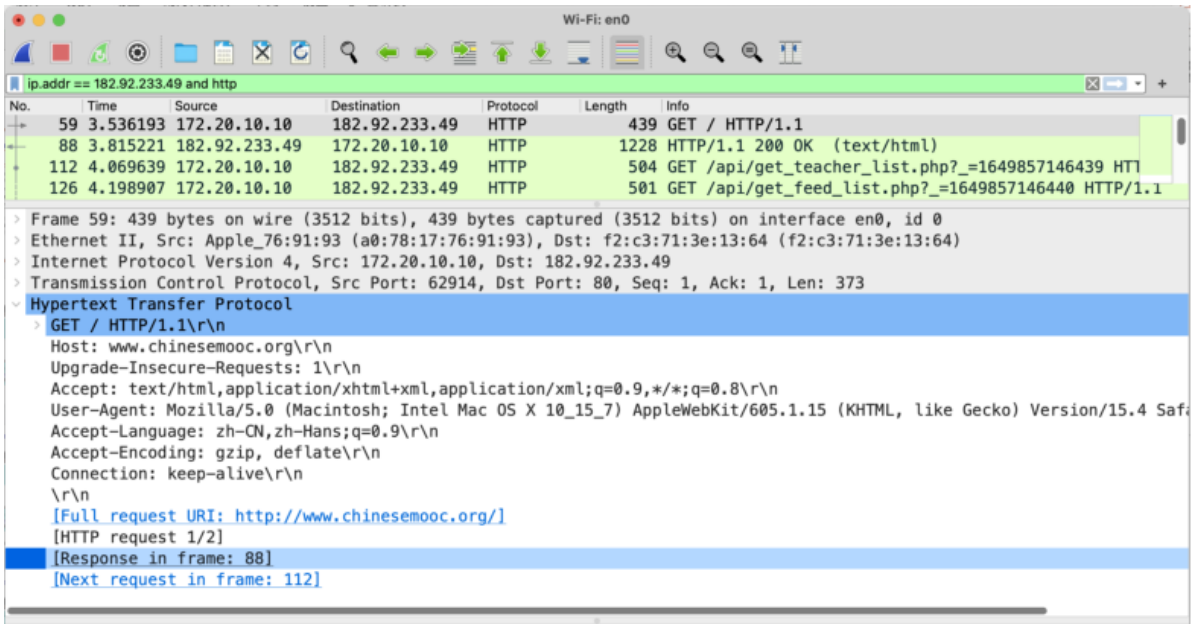 Wi-Fi: en0
ip.addr == 182.92.233.49 and http
No. Time Source Destination Protocol Length Info
59 3.536193 172.20.10.10 182.92.233.49 HTTP 439 GET / HTTP/1.1
88 3.815221 182.92.233.49 172.20.10.10 HTTP 1228 HTTP/1.1 200 OK (text/html)
112 4.069639 172.20.10.10 182.92.233.49 HTTP 504 GET /api/get_teacher_list.php?_=1649857146439 HTT
126 4.198907 172.20.10.10 182.92.233.49 HTTP 501 GET /api/get_feed_list.php?_=1649857146440 HTTP/1.1
Frame 59: 439 bytes on wire (3512 bits), 439 bytes captured (3512 bits) on interface en0, id 0
Ethernet II, Src: Apple_76:91:93 (a0:78:17:76:91:93), Dst: f2:c3:71:3e:13:64 (f2:c3:71:3e:13:64)
Internet Protocol Version 4, Src: 172.20.10.10, Dst: 182.92.233.49
Transmission Control Protocol, Src Port: 62914, Dst Port: 80, Seq: 1, Ack: 1, Len: 373
Hypertext Transfer Protocol
GET / HTTP/1.1\r\n
Host: www.chinesemooc.org\r\n
Upgrade-Insecure-Requests: 1\r\n
Accept: text/html,application/xhtml+xml,application/xml;q=0.9,*/*;q=0.8\r\n
User-Agent: Mozilla/5.0 (Macintosh; Intel Mac OS X 10_15_7) AppleWebKit/605.1.15 (KHTML, like Gecko) Version/15.4 Safa
Accept-Language: zh-CN,zh-Hans;q=0.9\r\n
Accept-Encoding: gzip, deflate\r\n
Connection: keep-alive\r\n
\r\n
[Full request URI: http://www.chinesemooc.org/]
[HTTP request 1/2]
[Response in frame: 88]
[Next request in frame: 112]